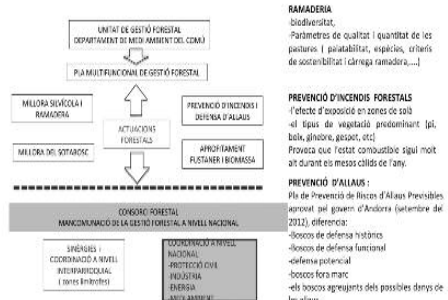 UNITAT DE GESTIÓ FORESTAL
DEPARTAMENT DE MEDI AMBIENT DEL COMÚ
PLA MULTIFUNCIONAL DE GESTIÓ FORESTAL
MILLORA SILVÍCOLA I
RAMADERA
PREVENCIÓ D'INCENDIS I
DEFENSA D'ALLAUS
ACTUACIONS
FORESTALS
MILLORA DEL SOTABOSC
APROFITAMENT
FUSTANER I BIOMASSA
CONSORCI FORESTAL
MANCOMUNACIÓ DE LA GESTIÓ FORESTAL A NIVELL NACIONAL
SINÈRGIES I
COORDINACIÓ A NIVELL
INTERPARROQUIAL
( zones limítrofes)
COORDINACIÓ A NIVELL
NACIONAL
-PROTECCIÓ CIVIL
-INDÚSTRIA
-ENERGIA
-MEDI AMBIENT
RAMADERIA
-biodiversitat,
-Paràmetres de qualitat i quantitat de les
pastures ( palatabilitat, espècies, criteris
de sostenibilitat i càrrega ramadera,....)
PREVENCIÓ D'INCENDIS FORESTALS
-l'efecte d'exposició en zones de solà
-el tipus de vegetació predominant (pi,
boix, ginebre, gespet, etc)
Provoca que l'estat combustible sigui molt
alt durant els mesos càlids de l'any.
PREVENCIÓ D'ALLAUS :
Pla de Prevenció de Riscos d'Allaus Previsibles
aprovat pel govern d'Andorra (setembre del
2012), diferencia:
-Boscos de defensa històrics
-Boscos de defensa funcional
-defensa potencial
-boscos fora marc
-els boscos agreujants dels possibles danys de
les allaus